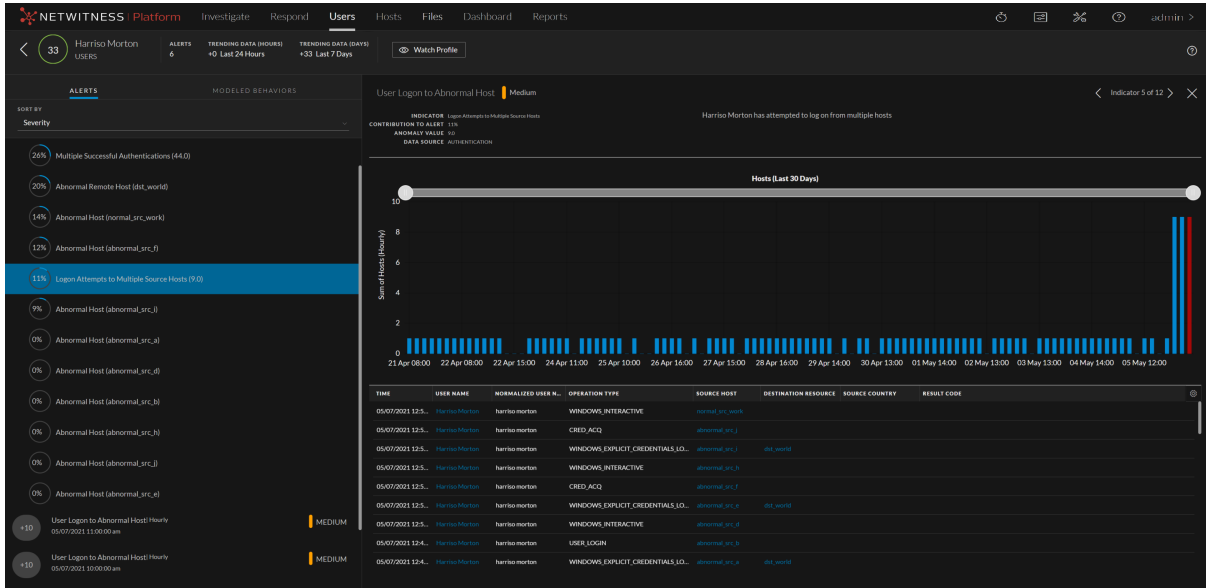 NETWITNESS | Platform Investigate Respond Users Hosts Files Dashboard Reports admin >
33 Harriso Morton USERS
ALERTS 6
TRENDING DATA (HOURS) +0 Last 24 Hours
TRENDING DATA (DAYS) +33 Last 7 Days
Watch Profile
ALERTS MODELED BEHAVIORS
SORT BY
Severity
26% Multiple Successful Authentications (44.0)
20% Abnormal Remote Host (dst_world)
14% Abnormal Host (normal_src_work)
12% Abnormal Host (abnormal_src_f)
11% Logon Attempts to Multiple Source Hosts (9.0)
9% Abnormal Host (abnormal_src_i)
0% Abnormal Host (abnormal_src_a)
0% Abnormal Host (abnormal_src_d)
0% Abnormal Host (abnormal_src_b)
0% Abnormal Host (abnormal_src_h)
0% Abnormal Host (abnormal_src_j)
0% Abnormal Host (abnormal_src_e)
+10 User Logon to Abnormal Host| Hourly MEDIUM
05/07/2021 11:00:00 am
+10 User Logon to Abnormal Host| Hourly MEDIUM
05/07/2021 10:00:00 am
User Logon to Abnormal Host Medium
Indicator 5 of 12
INDICATOR Logon Attempts to Multiple Source Hosts
CONTRIBUTION TO ALERT 11%
ANOMALY VALUE 9.0
DATA SOURCE AUTHENTICATION
Harriso Morton has attempted to log on from multiple hosts
Hosts (Last 30 Days)
Sum of Hosts (Hourly)
10
8
6
4
2
0
21 Apr 08:00 22 Apr 08:00 22 Apr 15:00 24 Apr 11:00 25 Apr 10:00 26 Apr 16:00 27 Apr 15:00 28 Apr 16:00 29 Apr 14:00 30 Apr 13:00 01 May 14:00 02 May 13:00 03 May 13:00 04 May 14:00 05 May 12:00
TIME USER NAME NORMALIZED USER N... OPERATION TYPE SOURCE HOST DESTINATION RESOURCE SOURCE COUNTRY RESULT CODE
05/07/2021 12:5... Harriso Morton harriso morton WINDOWS_INTERACTIVE normal_src_work
05/07/2021 12:5... Harriso Morton harriso morton CRED_ACQ abnormal_src_j
05/07/2021 12:5... Harriso Morton harriso morton WINDOWS_EXPLICIT_CREDENTIALS_LO... abnormal_src_i dst_world
05/07/2021 12:5... Harriso Morton harriso morton WINDOWS_INTERACTIVE abnormal_src_h
05/07/2021 12:5... Harriso Morton harriso morton CRED_ACQ abnormal_src_f
05/07/2021 12:5... Harriso Morton harriso morton WINDOWS_EXPLICIT_CREDENTIALS_LO... abnormal_src_e dst_world
05/07/2021 12:5... Harriso Morton harriso morton WINDOWS_INTERACTIVE abnormal_src_d
05/07/2021 12:4... Harriso Morton harriso morton USER_LOGIN abnormal_src_b
05/07/2021 12:4... Harriso Morton harriso morton WINDOWS_EXPLICIT_CREDENTIALS_LO... abnormal_src_a dst_world